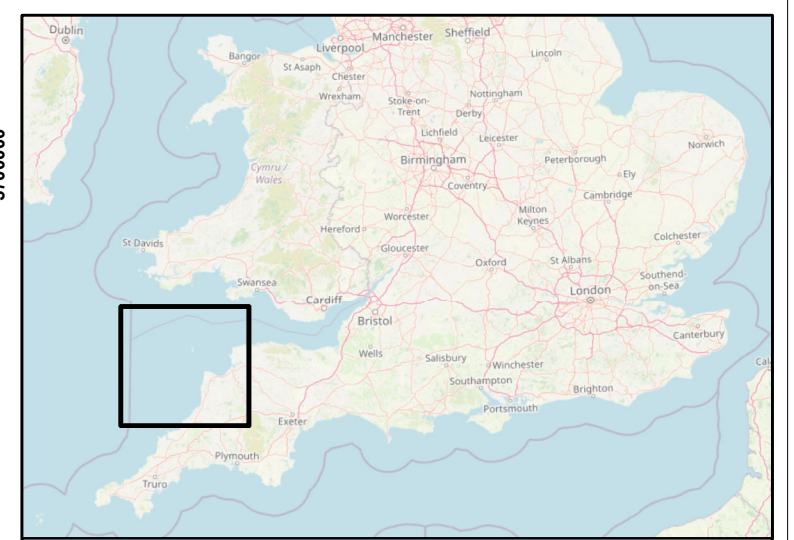 Dublin
Manchester
Sheffield
Liverpool
Bangor
St Asaph
Lincoln
Chester
Wrexham
Stoke-on-
Trent
Nottingham
Derby
Lichfield
Leicester
Norwich
Birmingham
Peterborough
Cymru /
Wales
Ely
Coventry
Cambridge
Worcester
Milton
Keynes
Hereford
St Davids
Gloucester
Colchester
Oxford
St Albans
Swansea
Southend-
on-Sea
London
Cardiff
Bristol
Canterbury
Wells
Salisbury
Winchester
Cal
Southampton
Brighton
Portsmouth
Exeter
Plymouth
Truro